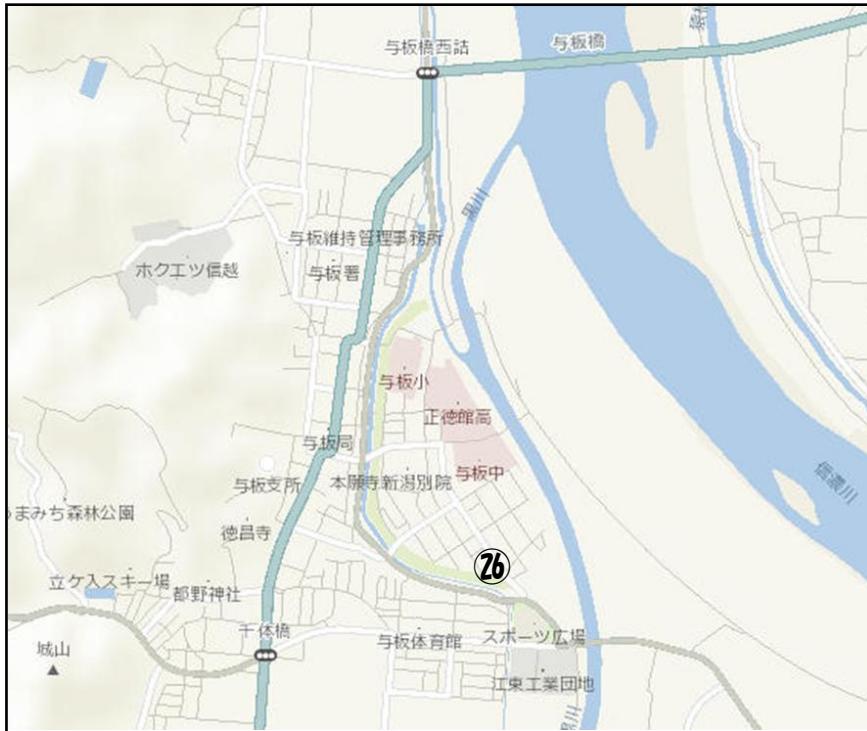 与板橋西詰
与板橋
黒川
与板維持管理事務所
与板署
ホクエツ信越
与板小
正徳館高
与板局
与板中
与板支所
本願寺新潟別院
信濃川
まみち森林公園
徳昌寺
立ケ入スキー場
都野神社
㉖
千体橋
与板体育館
スポーツ広場
城山
江東工業団地